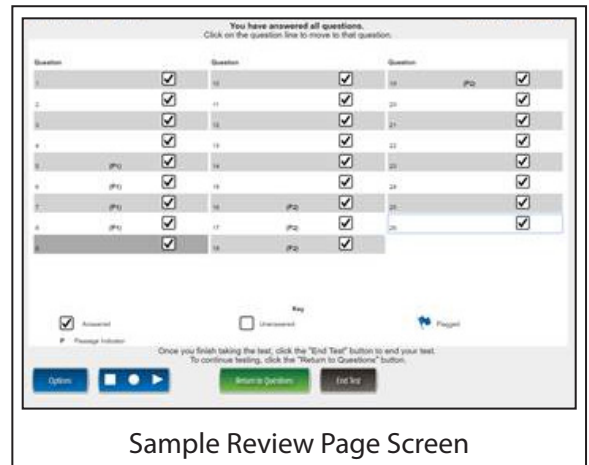 You have answered all questions.
Click on the question line to move to that question.
Question Question Question
1 10 19 (P2)
2 11 20
3 12 21
4 13 22
5 (P1) 14 23
6 (P1) 15 24
7 (P1) 16 (P2) 25
8 (P1) 17 (P2) 26
9 18 (P2)
Key
Answered Unanswered Flagged
P Passage Indicator
Once you finish taking the test, click the "End Test" button to end your test.
To continue testing, click the "Return to Questions" button.
Options Return to Questions End Test
Sample Review Page Screen